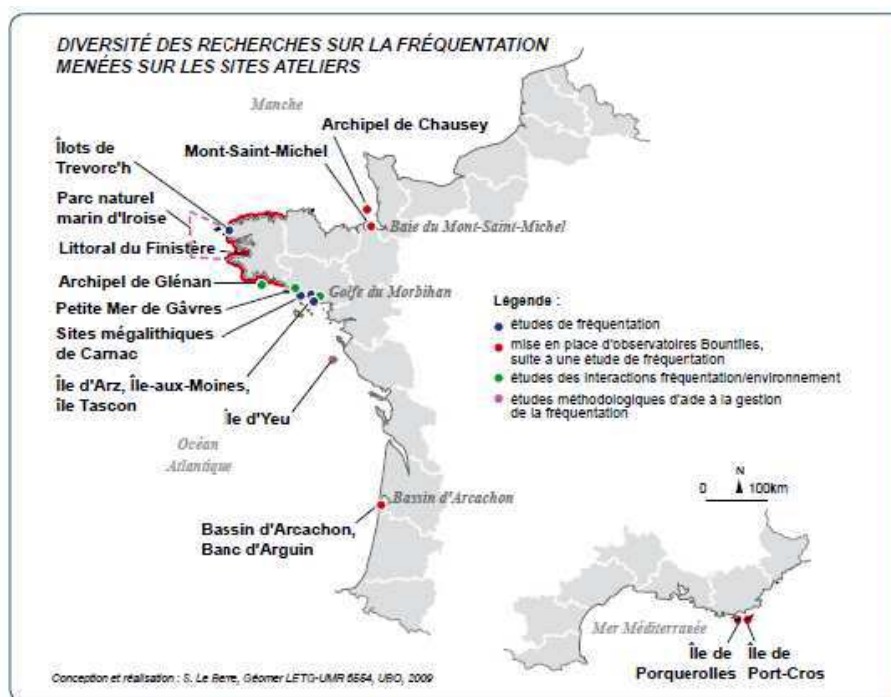 DIVERSITÉ DES RECHERCHES SUR LA FRÉQUENTATION
MENÉES SUR LES SITES ATELIERS
Manche
Archipel de Chausey
Îlots de
Trevorc'h
Mont-Saint-Michel
Parc naturel
marin d'Iroise
Baie du Mont-Saint-Michel
Littoral du Finistère
Archipel de Glénan
Golfe du Morbihan
Petite Mer de Gâvres
Sites mégalithiques
de Carnac
Île d'Arz, Île-aux-Moines,
île Tascon
Île d'Yeu
Légende :
études de fréquentation
mise en place d'observatoires Bountîles,
suite à une étude de fréquentation
études des interactions fréquentation/environnement
études méthodologiques d'aide à la gestion
de la fréquentation
Océan
Atlantique
N
0 100km
Bassin d'Arcachon
Bassin d'Arcachon,
Banc d'Arguin
Mer Méditerranée
Île de
Porquerolles
Île de
Port-Cros
Conception et réalisation : S. Le Berre, Géomer LETG-UMR 6554, UBO, 2009